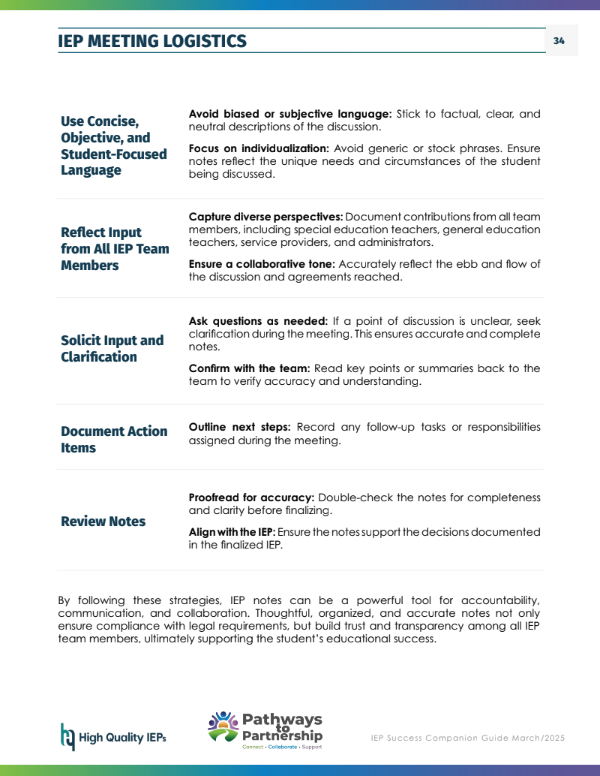 IEP MEETING LOGISTICS
34
Use Concise,
Objective, and
Student-Focused
Language
Avoid biased or subjective language: Stick to factual, clear, and
neutral descriptions of the discussion.
Focus on individualization: Avoid generic or stock phrases. Ensure
notes reflect the unique needs and circumstances of the student
being discussed.
Reflect Input
from All IEP Team
Members
Capture diverse perspectives: Document contributions from all team
members, including special education teachers, general education
teachers, service providers, and administrators.
Ensure a collaborative tone: Accurately reflect the ebb and flow of
the discussion and agreements reached.
Solicit Input and
Clarification
Ask questions as needed: If a point of discussion is unclear, seek
clarification during the meeting. This ensures accurate and complete
notes.
Confirm with the team: Read key points or summaries back to the
team to verify accuracy and understanding.
Document Action
Items
Outline next steps: Record any follow-up tasks or responsibilities
assigned during the meeting.
Review Notes
Proofread for accuracy: Double-check the notes for completeness
and clarity before finalizing.
Align with the IEP: Ensure the notes support the decisions documented
in the finalized IEP.
By following these strategies, IEP notes can be a powerful tool for accountability,
communication, and collaboration. Thoughtful, organized, and accurate notes not only
ensure compliance with legal requirements, but build trust and transparency among all IEP
team members, ultimately supporting the student's educational success.
High Quality IEPs
Pathways
to
Partnership
Connect • Collaborate • Support
IEP Success Companion Guide March/2025